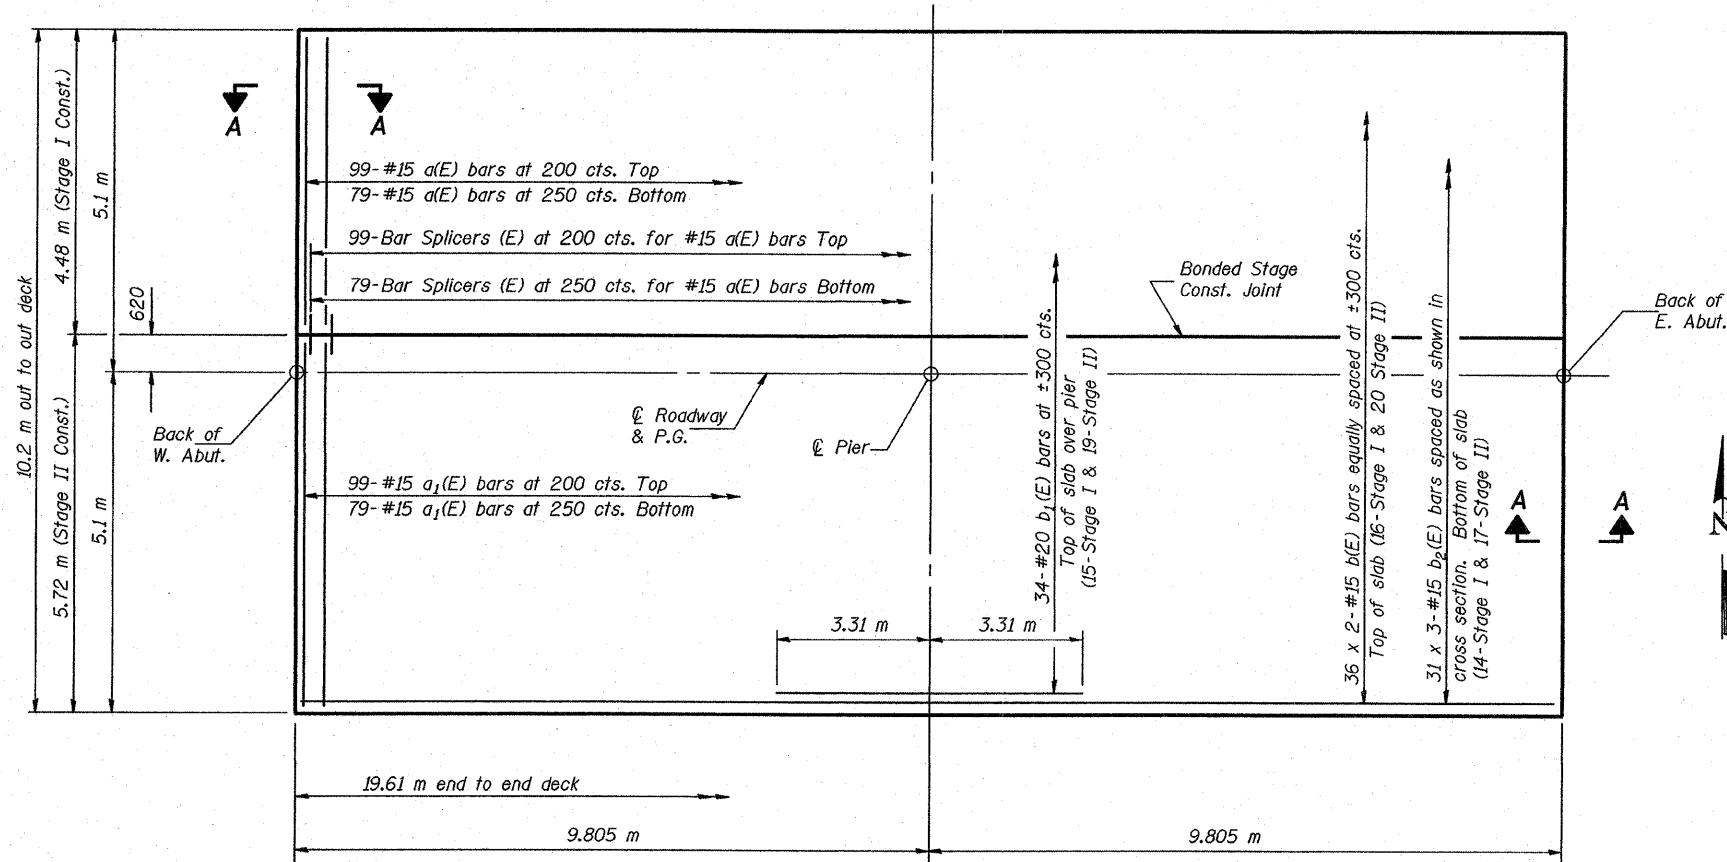 A
A
99-#15 a(E) bars at 200 cts. Top
79-#15 a(E) bars at 250 cts. Bottom
99-Bar Splicers (E) at 200 cts. for #15 a(E) bars Top
79-Bar Splicers (E) at 250 cts. for #15 a(E) bars Bottom
10.2 m out to out deck
4.48 m (Stage I Const.)
5.72 m (Stage II Const.)
5.1 m
5.1 m
620
Bonded Stage
Const. Joint
Back of
E. Abut.
Back of
W. Abut.
℄ Roadway
& P.G.
℄ Pier
99-#15 a₁(E) bars at 200 cts. Top
79-#15 a₁(E) bars at 250 cts. Bottom
34-#20 b₁(E) bars at ±300 cts.
Top of slab over pier
(15-Stage I & 19-Stage II)
36 x 2-#15 b(E) bars equally spaced at ±300 cts.
Top of slab (16-Stage I & 20 Stage II)
31 x 3-#15 b₂(E) bars spaced as shown in
cross section. Bottom of slab
(14-Stage I & 17-Stage II)
A
A
N
3.31 m
3.31 m
19.61 m end to end deck
9.805 m
9.805 m